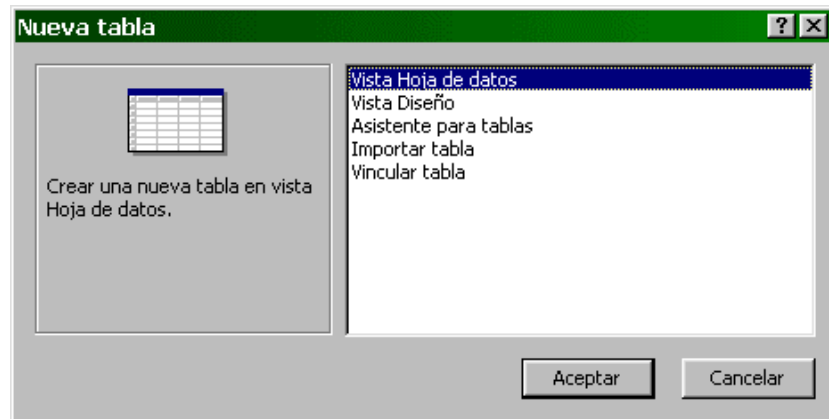 Nueva tabla
Crear una nueva tabla en vista
Hoja de datos.
Vista Hoja de datos
Vista Diseño
Asistente para tablas
Importar tabla
Vincular tabla
Aceptar
Cancelar